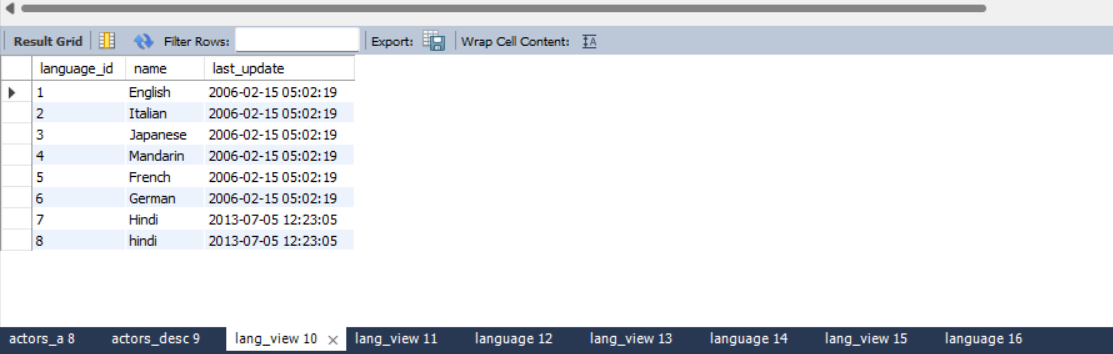 Result Grid Filter Rows: Export: Wrap Cell Content:
language_id name last_update
1 English 2006-02-15 05:02:19
2 Italian 2006-02-15 05:02:19
3 Japanese 2006-02-15 05:02:19
4 Mandarin 2006-02-15 05:02:19
5 French 2006-02-15 05:02:19
6 German 2006-02-15 05:02:19
7 Hindi 2013-07-05 12:23:05
8 hindi 2013-07-05 12:23:05
actors_a 8 actors_desc 9 lang_view 10 lang_view 11 language 12 lang_view 13 language 14 lang_view 15 language 16